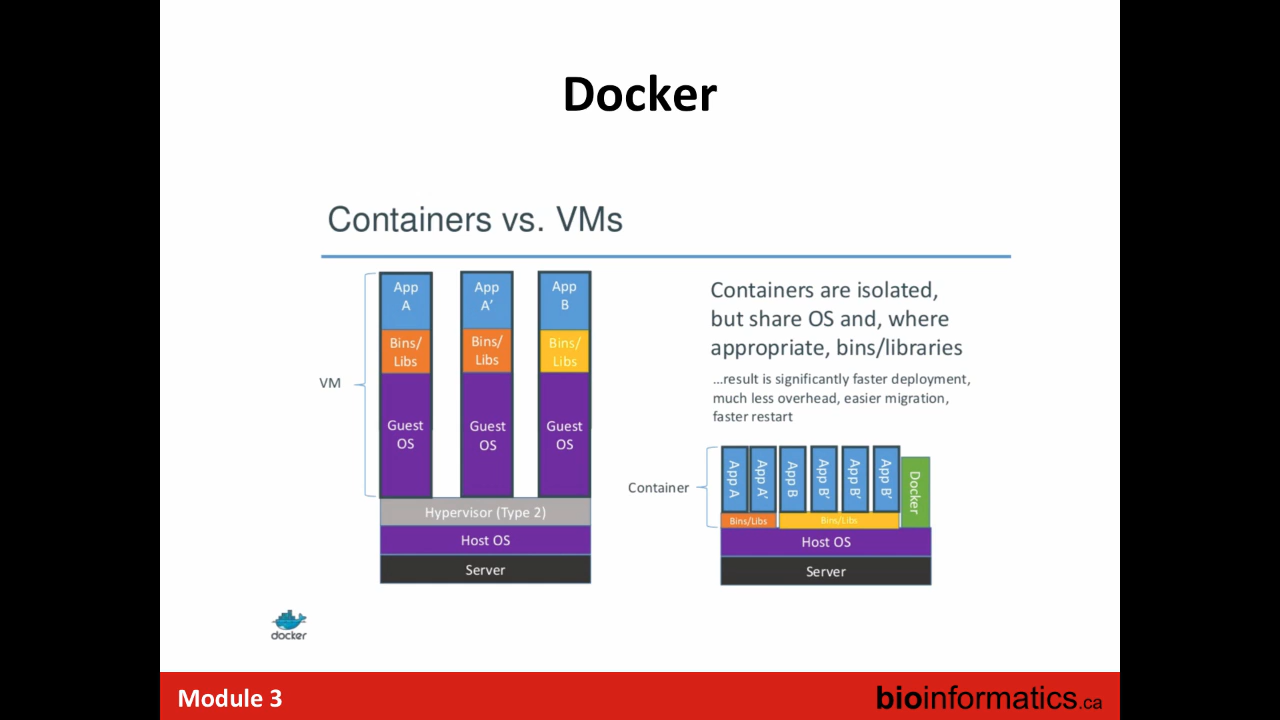 Docker
Containers vs. VMs
App
A
App
A’
App
B
Bins/
Libs
Bins/
Libs
Bins/
Libs
VM
Guest
OS
Guest
OS
Guest
OS
Hypervisor (Type 2)
Host OS
Server
Containers are isolated,
but share OS and, where
appropriate, bins/libraries
…result is significantly faster deployment,
much less overhead, easier migration,
faster restart
Container
App A
App A’
App B
App B’
App B’
App B’
Docker
Bins/Libs
Bins/Libs
Host OS
Server
docker
Module 3
bioinformatics.ca